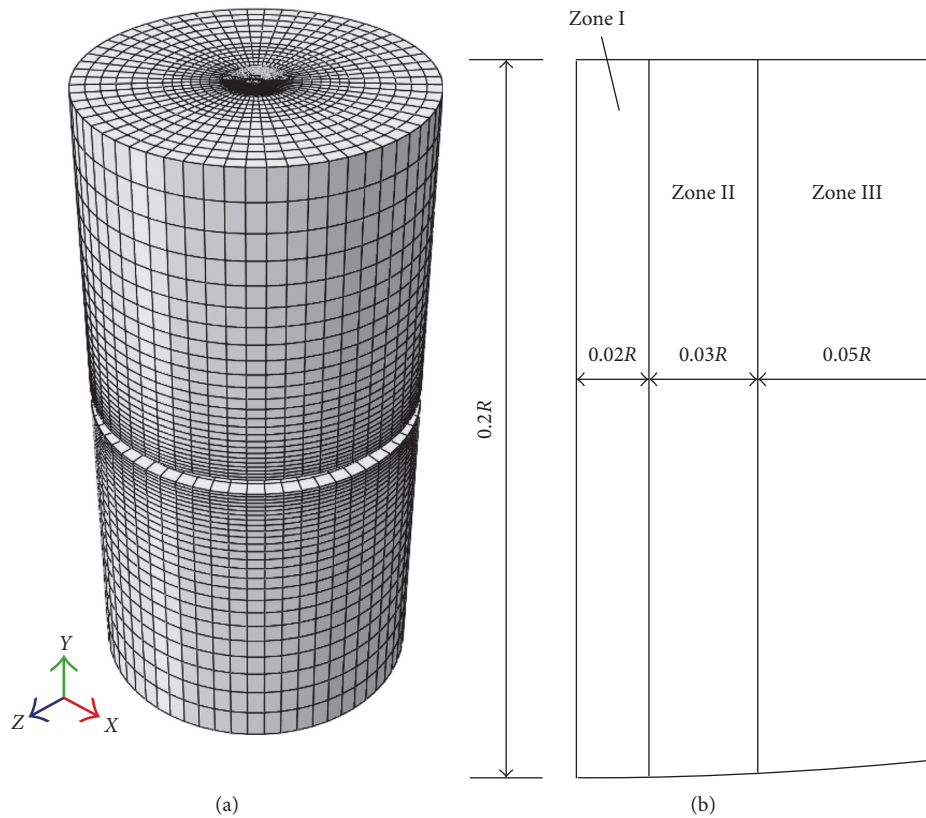 Zone I
Zone II
Zone III
0.02R
0.03R
0.05R
0.2R
Y
Z
X
(a)
(b)